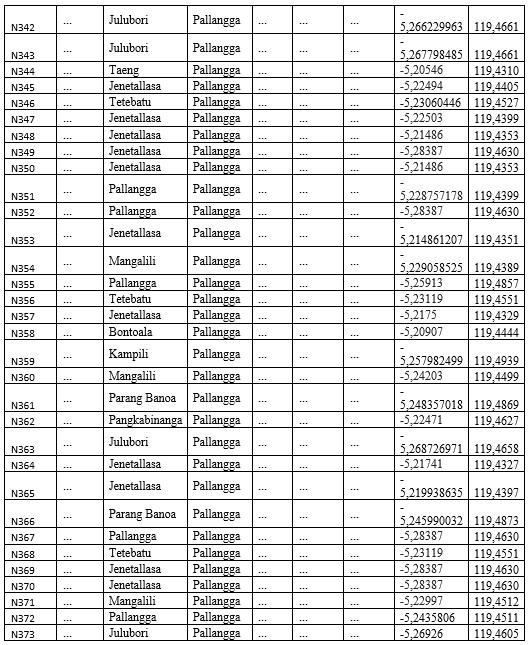 N342 ... Julubori Pallangga ... ... ... -5,266229963 119,4661
N343 ... Julubori Pallangga ... ... ... -5,267798485 119,4661
N344 ... Taeng Pallangga ... ... ... -5,20546 119,4310
N345 ... Jenetallasa Pallangga ... ... ... -5,22494 119,4405
N346 ... Tetebatu Pallangga ... ... ... -5,23060446 119,4527
N347 ... Jenetallasa Pallangga ... ... ... -5,22503 119,4399
N348 ... Jenetallasa Pallangga ... ... ... -5,21486 119,4353
N349 ... Jenetallasa Pallangga ... ... ... -5,28387 119,4630
N350 ... Jenetallasa Pallangga ... ... ... -5,21486 119,4353
N351 ... Pallangga Pallangga ... ... ... -5,228757178 119,4399
N352 ... Pallangga Pallangga ... ... ... -5,28387 119,4630
N353 ... Jenetallasa Pallangga ... ... ... -5,214861207 119,4351
N354 ... Mangalili Pallangga ... ... ... -5,229058525 119,4389
N355 ... Pallangga Pallangga ... ... ... -5,25913 119,4857
N356 ... Tetebatu Pallangga ... ... ... -5,23119 119,4551
N357 ... Jenetallasa Pallangga ... ... ... -5,2175 119,4329
N358 ... Bontoala Pallangga ... ... ... -5,20907 119,4444
N359 ... Kampili Pallangga ... ... ... -5,257982499 119,4939
N360 ... Mangalili Pallangga ... ... ... -5,24203 119,4499
N361 ... Parang Banoa Pallangga ... ... ... -5,248357018 119,4869
N362 ... Pangkabinanga Pallangga ... ... ... -5,22471 119,4627
N363 ... Julubori Pallangga ... ... ... -5,268726971 119,4658
N364 ... Jenetallasa Pallangga ... ... ... -5,21741 119,4327
N365 ... Jenetallasa Pallangga ... ... ... -5,219938635 119,4397
N366 ... Parang Banoa Pallangga ... ... ... -5,245990032 119,4873
N367 ... Pallangga Pallangga ... ... ... -5,28387 119,4630
N368 ... Tetebatu Pallangga ... ... ... -5,23119 119,4551
N369 ... Jenetallasa Pallangga ... ... ... -5,28387 119,4630
N370 ... Jenetallasa Pallangga ... ... ... -5,28387 119,4630
N371 ... Mangalili Pallangga ... ... ... -5,22997 119,4512
N372 ... Pallangga Pallangga ... ... ... -5,2435806 119,4511
N373 ... Julubori Pallangga ... ... ... -5,26926 119,4605